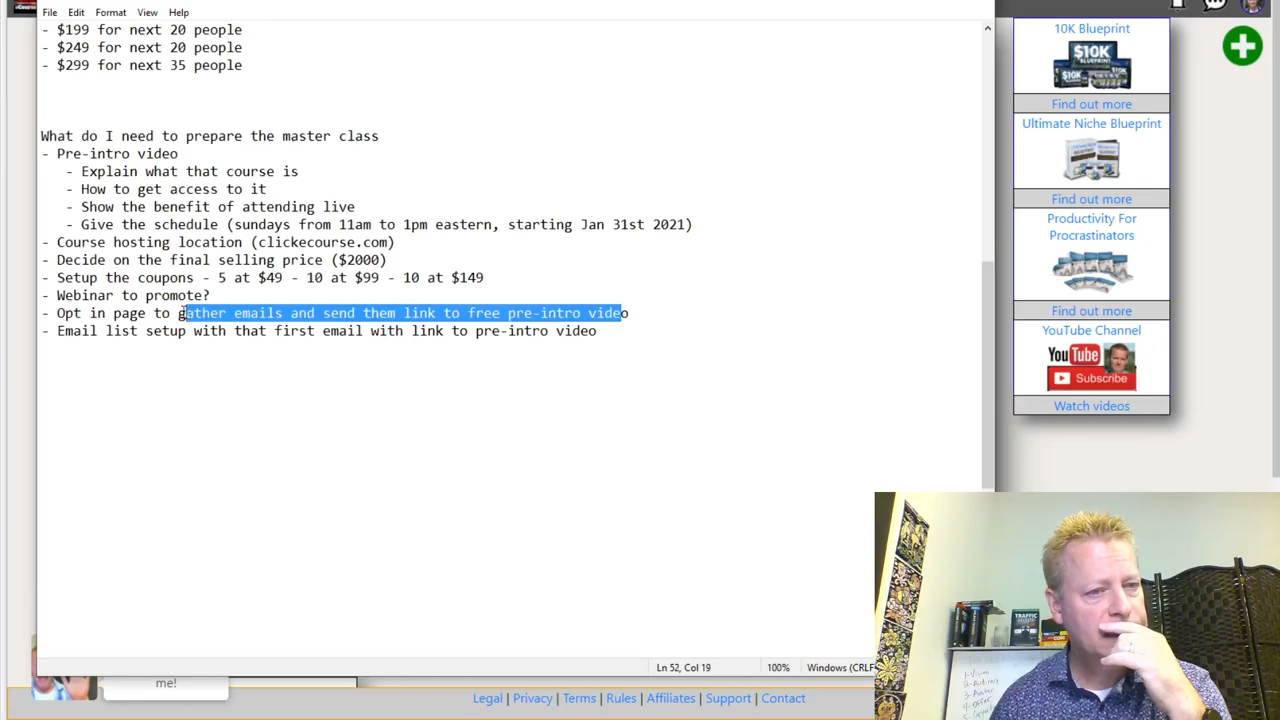 File Edit Format View Help
- $199 for next 20 people
- $249 for next 20 people
- $299 for next 35 people
What do I need to prepare the master class
- Pre-intro video
- Explain what that course is
- How to get access to it
- Show the benefit of attending live
- Give the schedule (sundays from 11am to 1pm eastern, starting Jan 31st 2021)
- Course hosting location (clickecourse.com)
- Decide on the final selling price ($2000)
- Setup the coupons - 5 at $49 - 10 at $99 - 10 at $149
- Webinar to promote?
- Opt in page to gather emails and send them link to free pre-intro video
- Email list setup with that first email with link to pre-intro video
Ln 52, Col 19 100% Windows (CRLF
me!
Legal | Privacy | Terms | Rules | Affiliates | Support | Contact
10K Blueprint
$10K
BLUEPRINT
Find out more
Ultimate Niche Blueprint
Find out more
Productivity For
Procrastinators
Find out more
YouTube Channel
YouTube
Subscribe
Watch videos
TRAFFIC